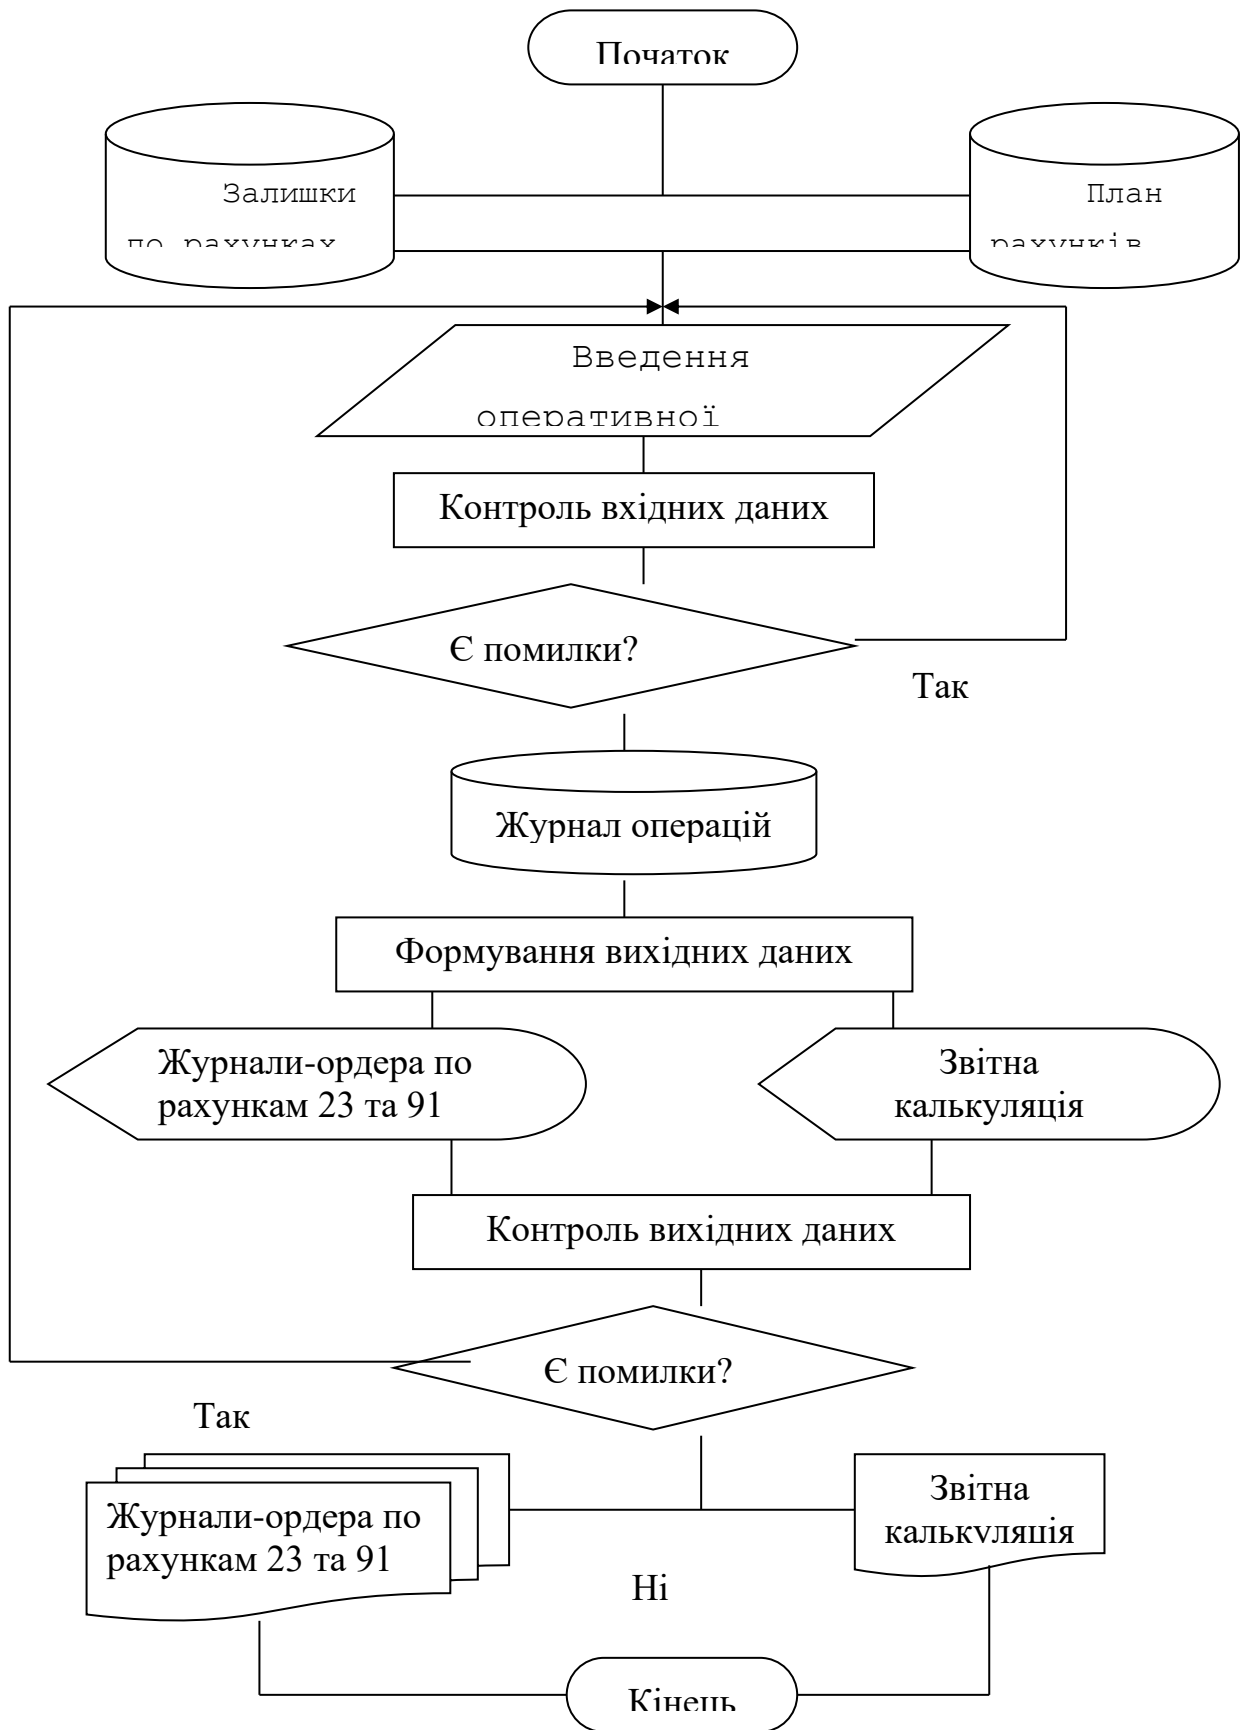 Початок
Залишки
по рахунках
План
рахунків
Введення
оперативної
Контроль вхідних даних
Є помилки?
Так
Журнал операцій
Формування вихідних даних
Журнали-ордера по
рахункам 23 та 91
Звітна
калькуляція
Контроль вихідних даних
Є помилки?
Так
Журнали-ордера по
рахункам 23 та 91
Звітна
калькуляція
Ні
Кінець